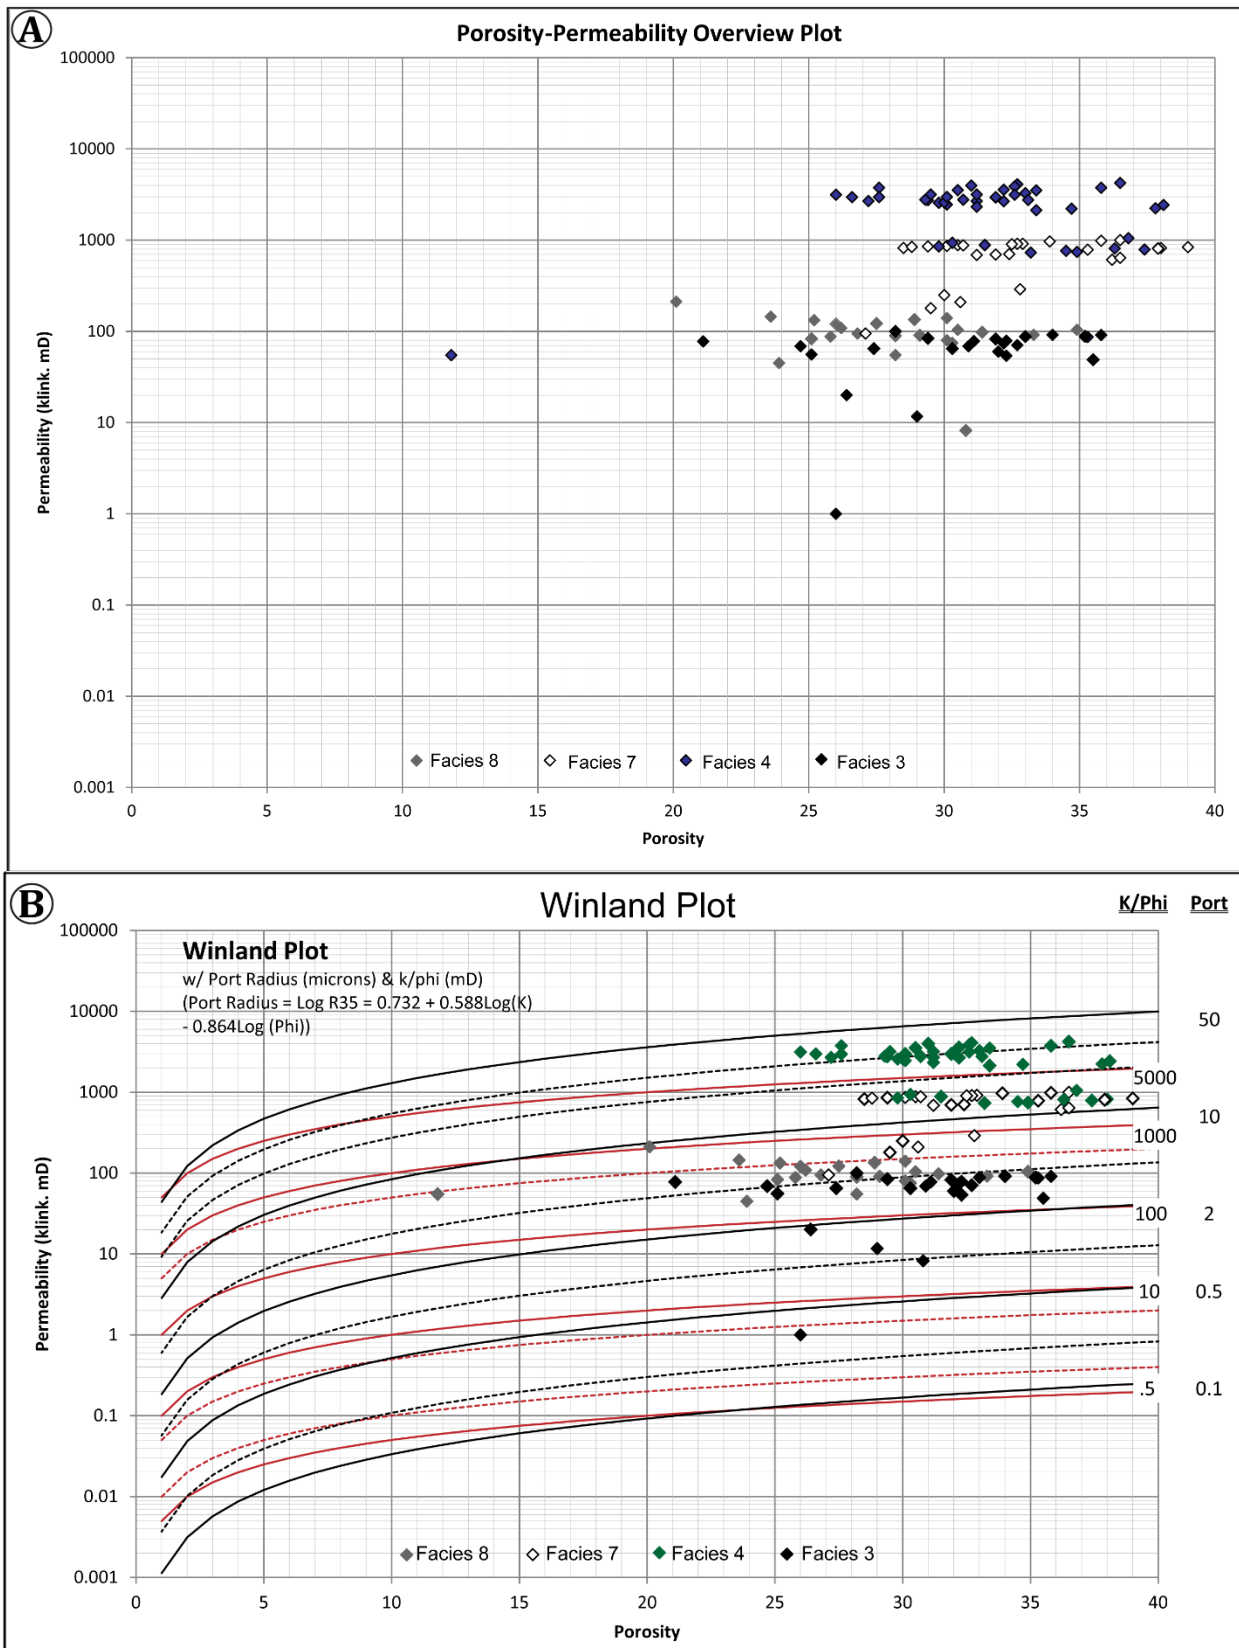 A
Porosity-Permeability Overview Plot
100000
10000
1000
100
10
1
0.1
0.01
0.001
Permeability (klink. mD)
Facies 8 Facies 7 Facies 4 Facies 3
0 5 10 15 20 25 30 35 40
Porosity
B
Winland Plot
K/Phi Port
Winland Plot
w/ Port Radius (microns) & k/phi (mD)
(Port Radius = Log R35 = 0.732 + 0.588Log(K)
- 0.864Log (Phi))
100000
10000
1000
100
10
1
0.1
0.01
0.001
Permeability (klink. mD)
50
5000
10
1000
100 2
10 0.5
.5 0.1
Facies 8 Facies 7 Facies 4 Facies 3
0 5 10 15 20 25 30 35 40
Porosity